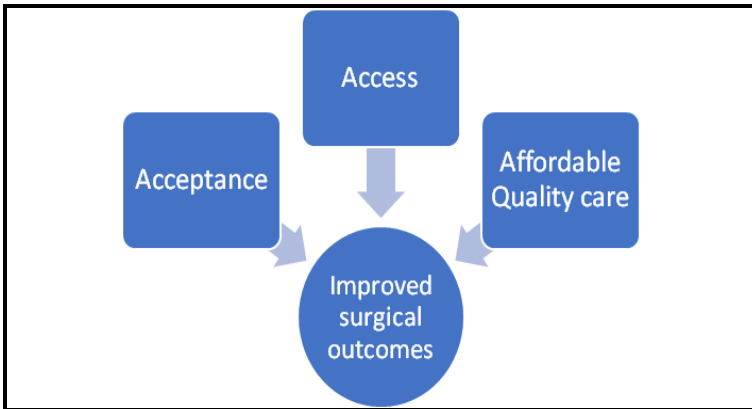 Access
Acceptance
Affordable
Quality care
Improved
surgical
outcomes